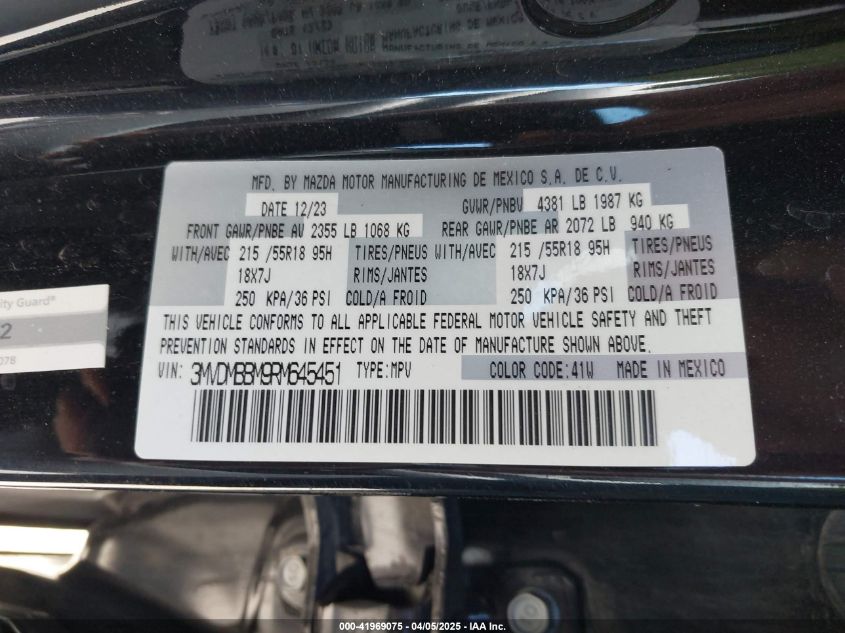 MFD. BY MAZDA MOTOR MANUFACTURING DE MEXICO S.A. DE C.V.
DATE 12/23 GVWR/PNBV 4381 LB 1987 KG
FRONT GAWR/PNBE AV 2355 LB 1068 KG REAR GAWR/PNBE AR 2072 LB 940 KG
WITH/AVEC 215 /55R18 95H TIRES/PNEUS WITH/AVEC 215 /55R18 95H TIRES/PNEUS
18X7J RIMS/JANTES 18X7J RIMS/JANTES
250 KPA/36 PSI COLD/A FROID 250 KPA/36 PSI COLD/A FROID
THIS VEHICLE CONFORMS TO ALL APPLICABLE FEDERAL MOTOR VEHICLE SAFETY AND THEFT
PREVENTION STANDARDS IN EFFECT ON THE DATE OF MANUFACTURE SHOWN ABOVE.
VIN: 3MVDMBBM9RM645451 TYPE:MPV COLOR CODE:41W MADE IN MEXICO
ity Guard®
2
078
000-41969075 - 04/05/2025 - IAA Inc.